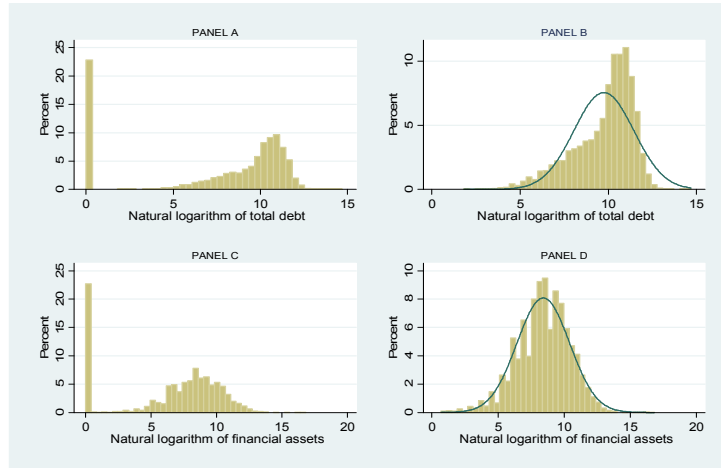 PANEL A
Percent
0 5 10 15 20 25
0 5 10 15
Natural logarithm of total debt
PANEL B
Percent
0 5 10
0 5 10 15
Natural logarithm of total debt
PANEL C
Percent
0 5 10 15 20 25
0 5 10 15 20
Natural logarithm of financial assets
PANEL D
Percent
0 2 4 6 8 10
0 5 10 15 20
Natural logarithm of financial assets